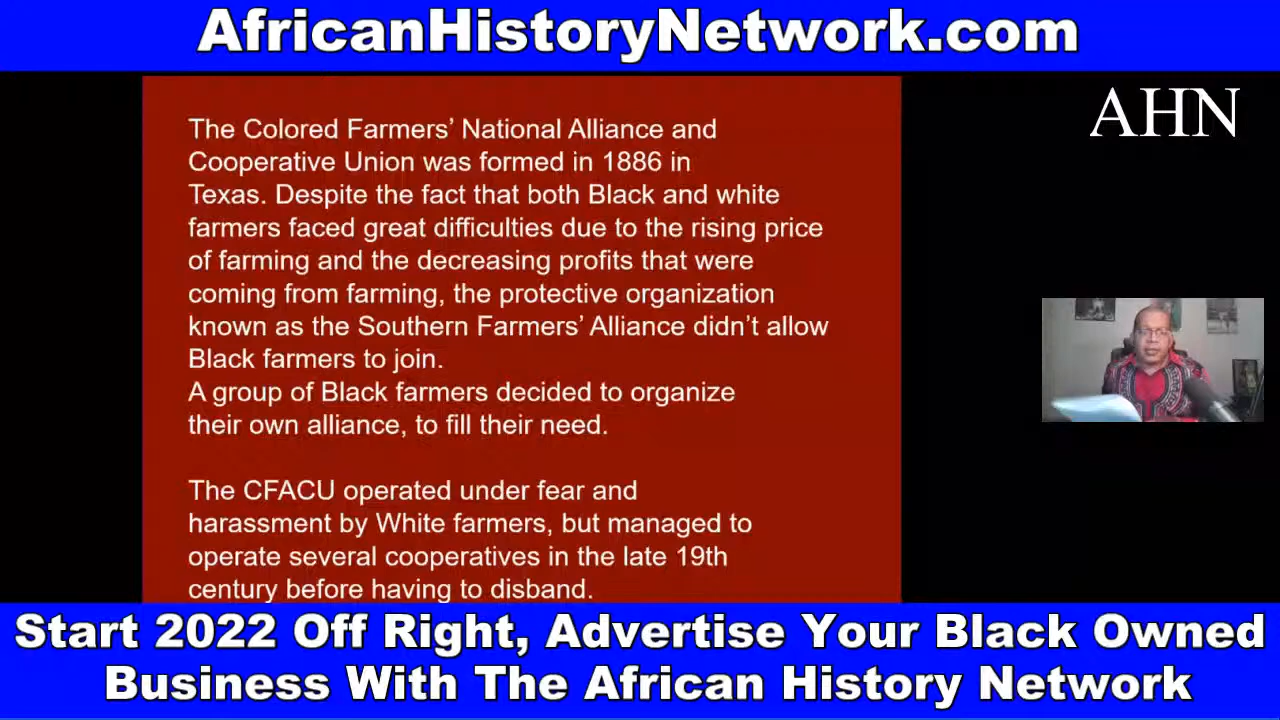 AfricanHistoryNetwork.com
AHN
The Colored Farmers’ National Alliance and
Cooperative Union was formed in 1886 in
Texas. Despite the fact that both Black and white
farmers faced great difficulties due to the rising price
of farming and the decreasing profits that were
coming from farming, the protective organization
known as the Southern Farmers’ Alliance didn’t allow
Black farmers to join.
A group of Black farmers decided to organize
their own alliance, to fill their need.
The CFACU operated under fear and
harassment by White farmers, but managed to
operate several cooperatives in the late 19th
century before having to disband.
Start 2022 Off Right, Advertise Your Black Owned
Business With The African History Network